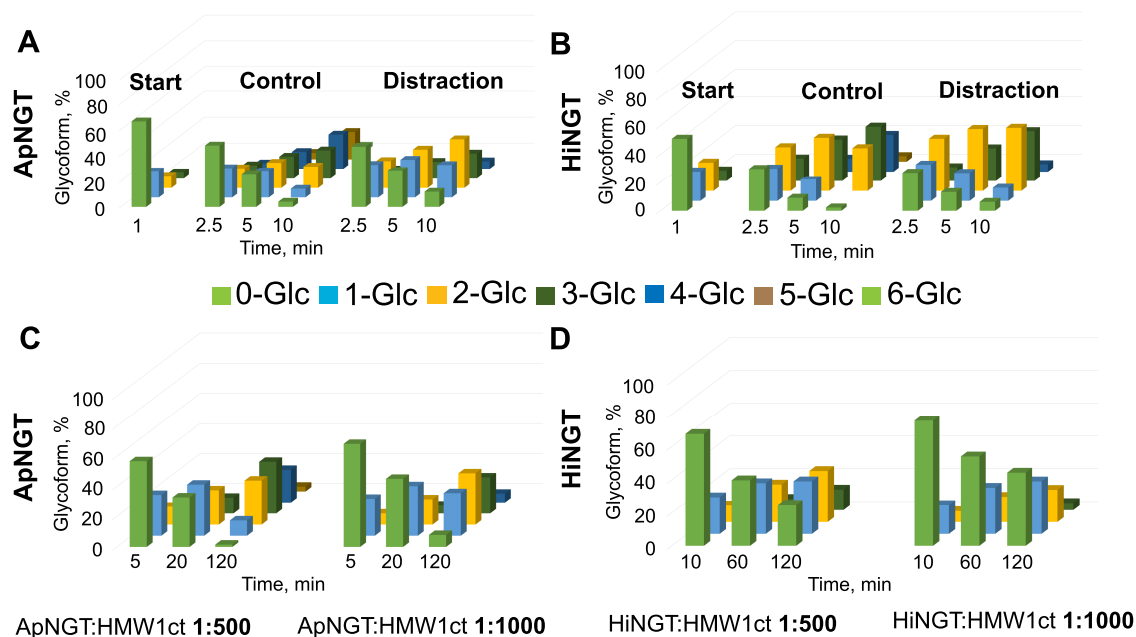 A
ApNGT
Glycoform, %
100
80
60
40
20
0
Start
Control
Distraction
1
2.5
5
10
2.5
5
10
Time, min
B
HiNGT
Glycoform, %
100
80
60
40
20
0
Start
Control
Distraction
1
2.5
5
10
2.5
5
10
Time, min
0-Glc 1-Glc 2-Glc 3-Glc 4-Glc 5-Glc 6-Glc
C
ApNGT
Glycoform, %
100
80
60
40
20
0
5
20
120
5
20
120
Time, min
ApNGT:HMW1ct 1:500
ApNGT:HMW1ct 1:1000
D
HiNGT
Glycoform, %
100
80
60
40
20
0
10
60
120
10
60
120
Time, min
HiNGT:HMW1ct 1:500
HiNGT:HMW1ct 1:1000